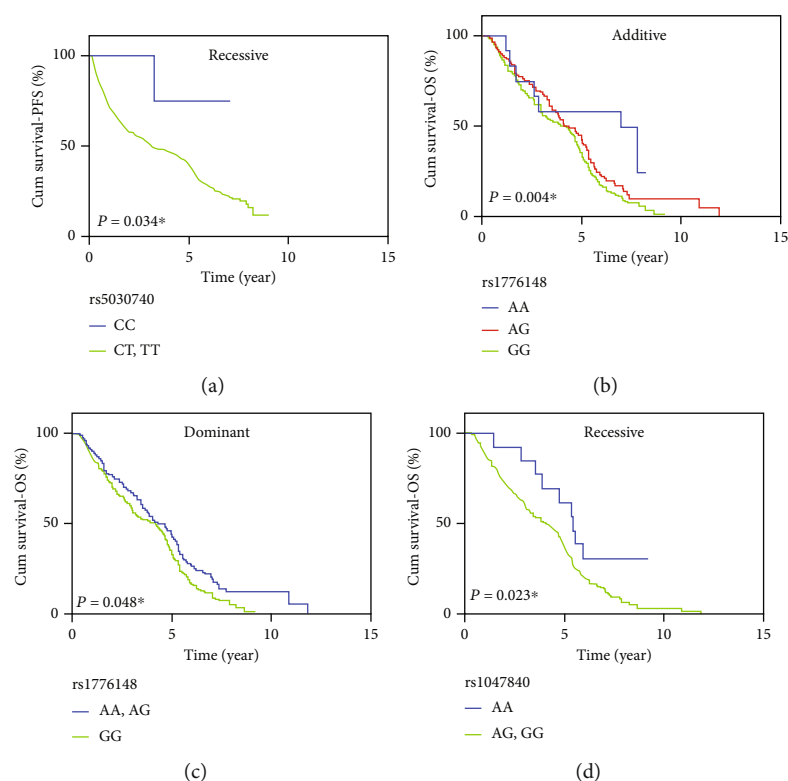 Recessive
Cum survival-PFS (%)
100
50
0
P = 0.034*
0 5 10 15
Time (year)
rs5030740
CC
CT, TT
(a)
Additive
Cum survival-OS (%)
100
50
0
P = 0.004*
0 5 10 15
Time (year)
rs1776148
AA
AG
GG
(b)
Dominant
Cum survival-OS (%)
100
50
0
P = 0.048*
0 5 10 15
Time (year)
rs1776148
AA, AG
GG
(c)
Recessive
Cum survival-OS (%)
100
50
0
P = 0.023*
0 5 10 15
Time (year)
rs1047840
AA
AG, GG
(d)